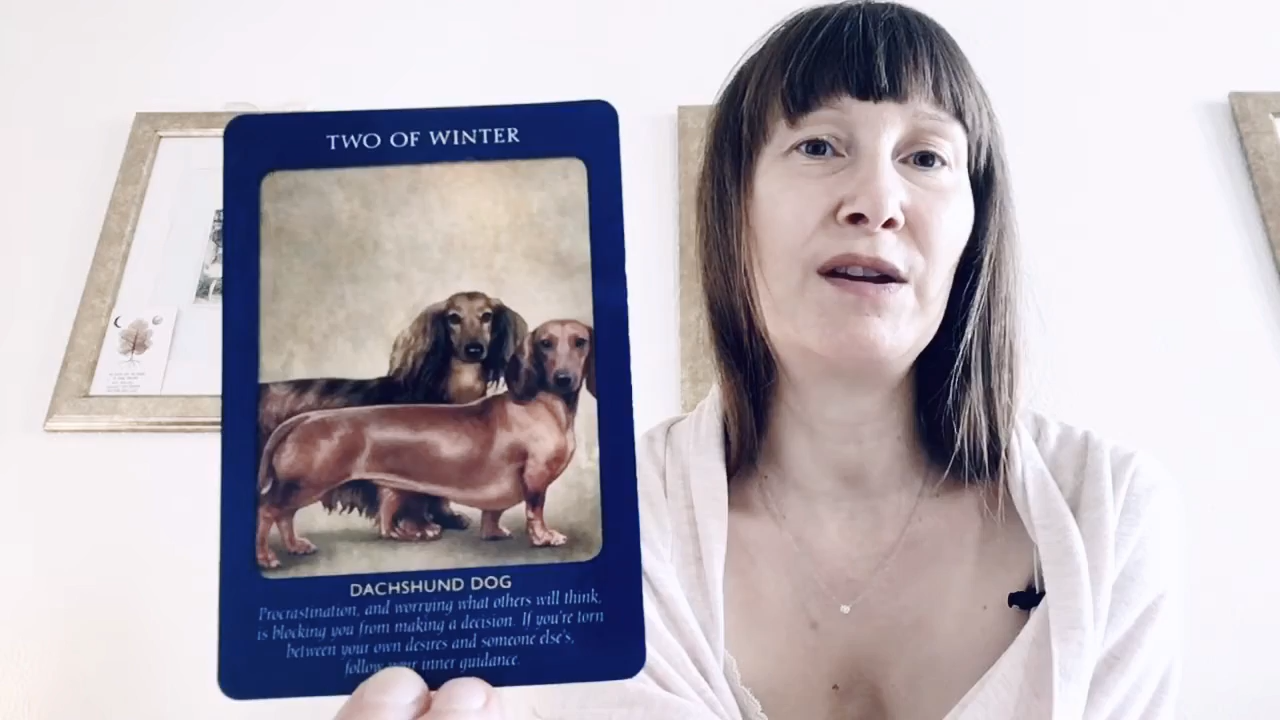 TWO OF WINTER
DACHSHUND DOG
Procrastination, and worrying what others will think,
is blocking you from making a decision. If you're torn
between your own desires and someone else's,
follow your inner guidance.